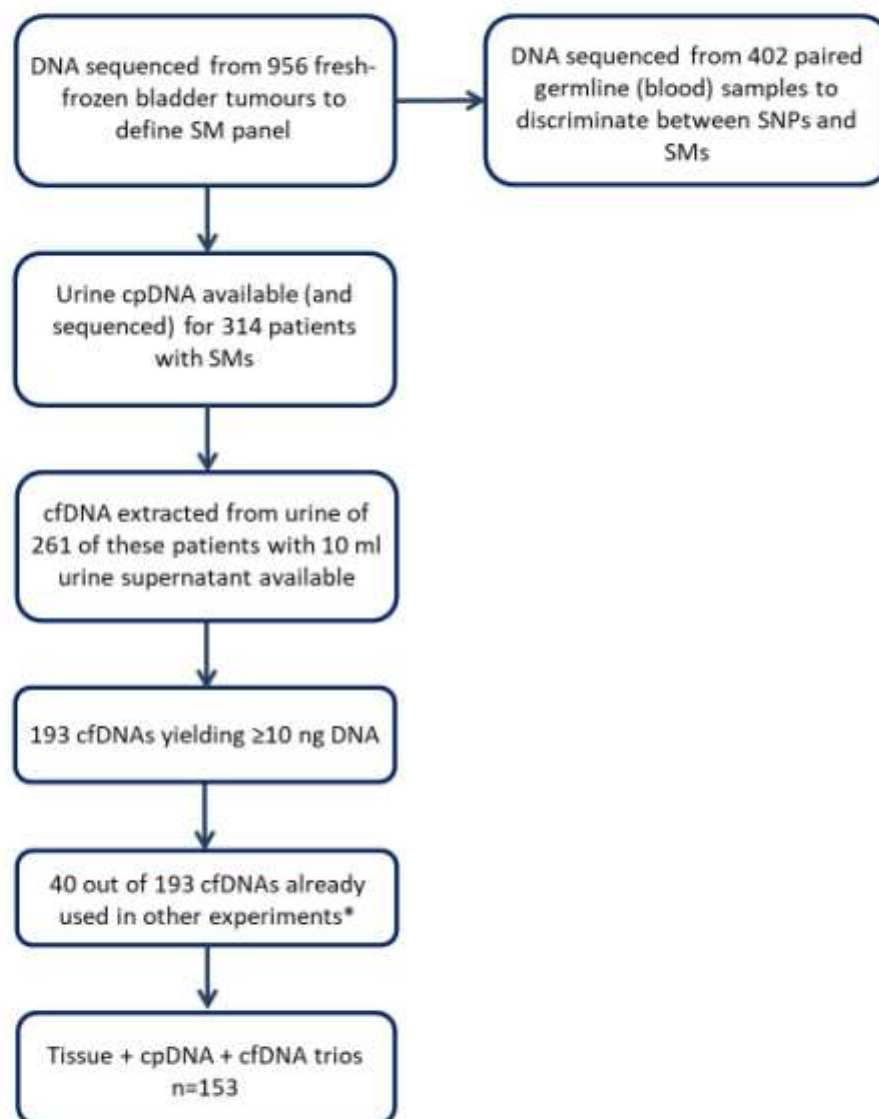 DNA sequenced from 956 fresh-
frozen bladder tumours to
define SM panel
DNA sequenced from 402 paired
germline (blood) samples to
discriminate between SNPs and
SMs
Urine cpDNA available (and
sequenced) for 314 patients
with SMs
cfDNA extracted from urine of
261 of these patients with 10 ml
urine supernatant available
193 cfDNAs yielding ≥10 ng DNA
40 out of 193 cfDNAs already
used in other experiments*
Tissue + cpDNA + cfDNA trios
n=153